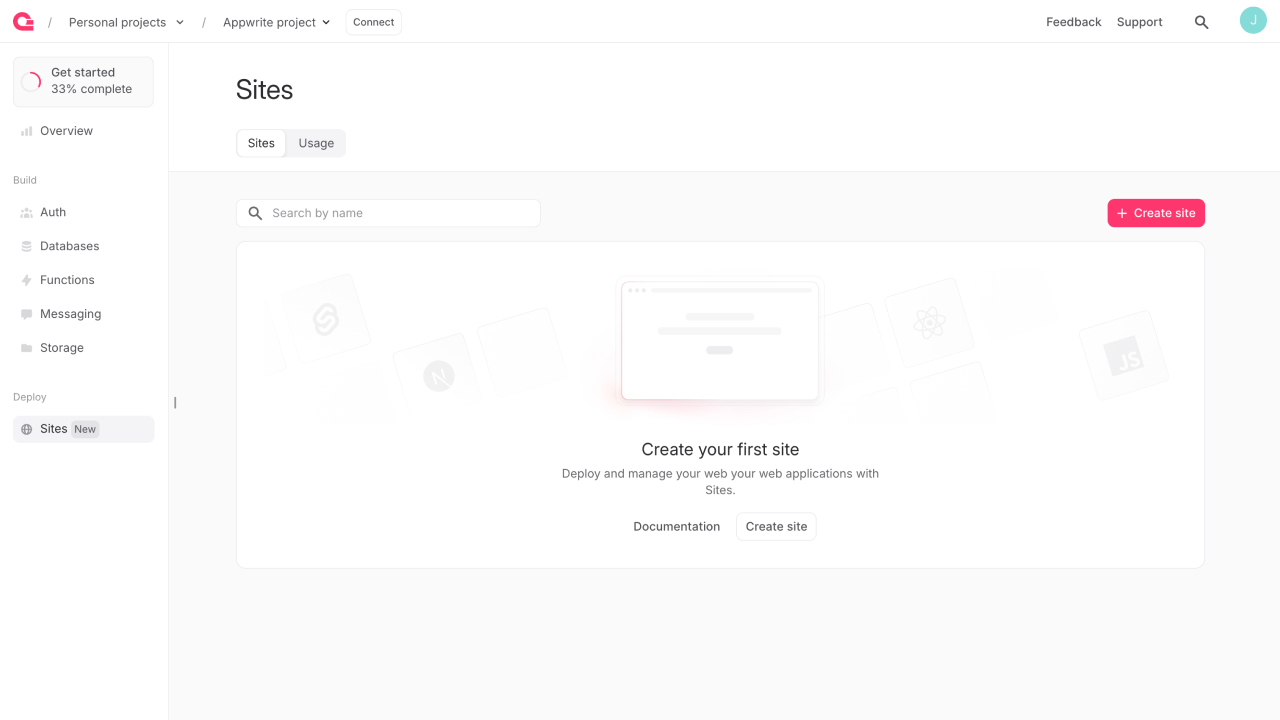 / Personal projects / Appwrite project Connect Feedback Support J
Get started
33% complete
Overview
Build
Auth
Databases
Functions
Messaging
Storage
Deploy
Sites New
Sites
Sites Usage
Search by name
+ Create site
N
JS
Create your first site
Deploy and manage your web your web applications with
Sites.
Documentation Create site